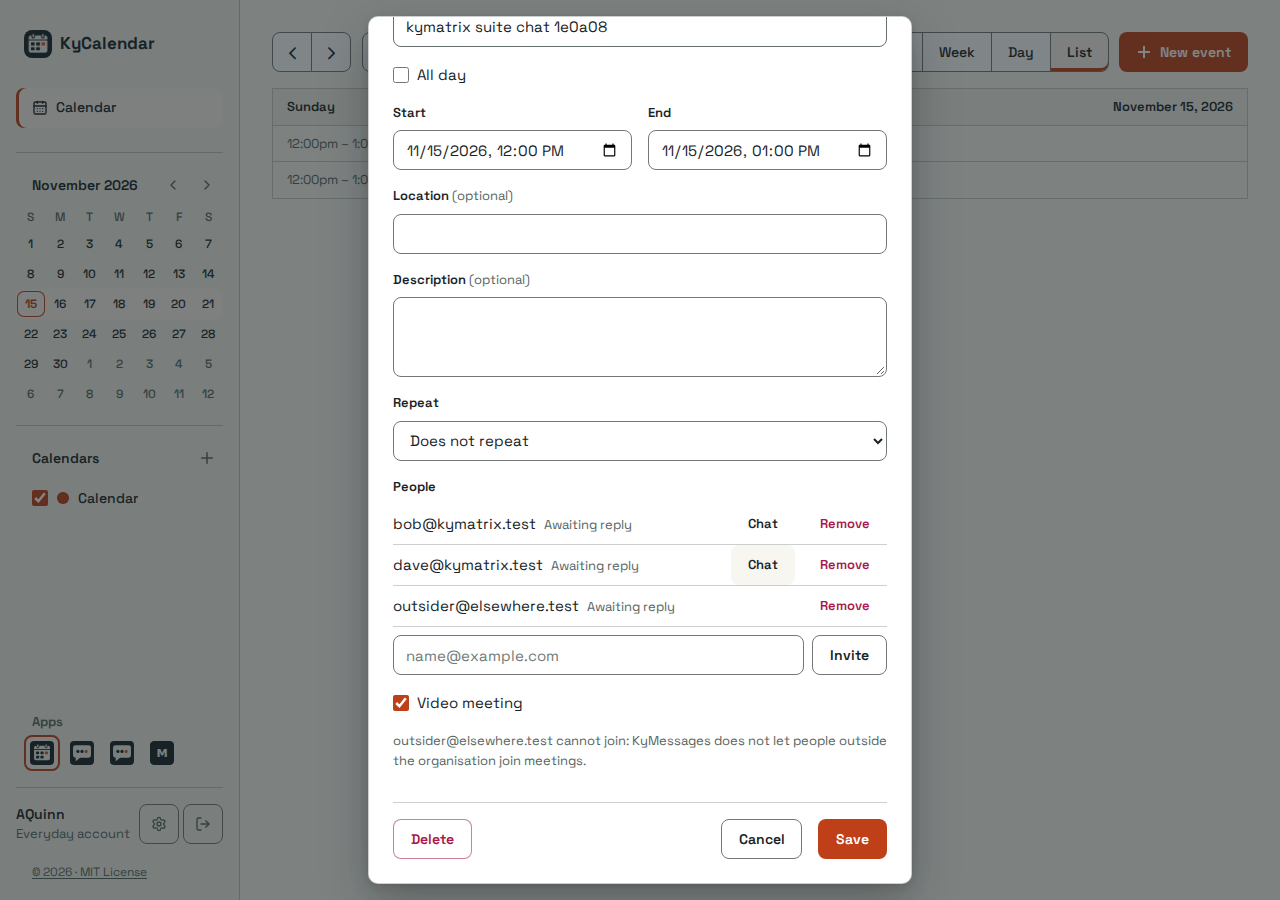 KyCalendar
Calendar
November 2026
S M T W T F S
1 2 3 4 5 6 7
8 9 10 11 12 13 14
15 16 17 18 19 20 21
22 23 24 25 26 27 28
29 30 1 2 3 4 5
6 7 8 9 10 11 12
Calendars
Calendar
Apps
M
AQuinn
Everyday account
© 2026 · MIT License
Week Day List New event
Sunday November 15, 2026
12:00pm – 1:0
12:00pm – 1:0
kymatrix suite chat 1e0a08
All day
Start End
11/15/2026, 12:00 PM 11/15/2026, 01:00 PM
Location (optional)
Description (optional)
Repeat
Does not repeat
People
bob@kymatrix.test Awaiting reply Chat Remove
dave@kymatrix.test Awaiting reply Chat Remove
outsider@elsewhere.test Awaiting reply Remove
name@example.com Invite
Video meeting
outsider@elsewhere.test cannot join: KyMessages does not let people outside
the organisation join meetings.
Delete Cancel Save